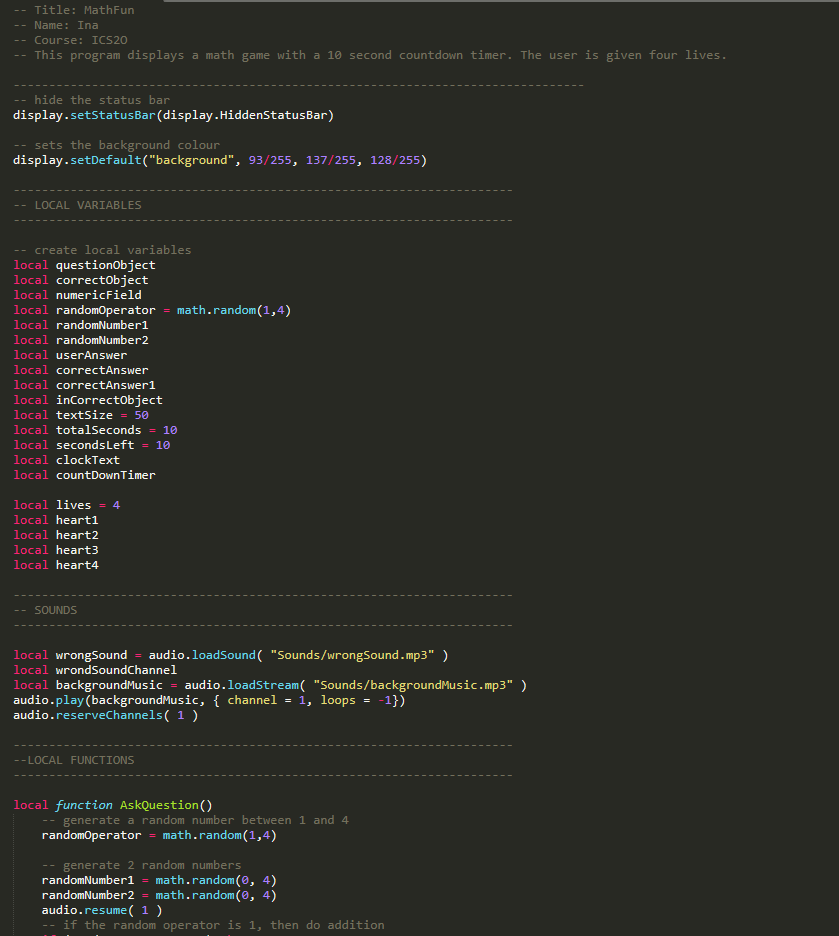 -- Title: MathFun
-- Name: Ina
-- Course: ICS2O
-- This program displays a math game with a 10 second countdown timer. The user is given four lives.
--------------------------------------------------------------------------------
-- hide the status bar
display.setStatusBar(display.HiddenStatusBar)
-- sets the background colour
display.setDefault("background", 93/255, 137/255, 128/255)
----------------------------------------------------------------------
-- LOCAL VARIABLES
----------------------------------------------------------------------
-- create local variables
local questionObject
local correctObject
local numericField
local randomOperator = math.random(1,4)
local randomNumber1
local randomNumber2
local userAnswer
local correctAnswer
local correctAnswer1
local inCorrectObject
local textSize = 50
local totalSeconds = 10
local secondsLeft = 10
local clockText
local countDownTimer
local lives = 4
local heart1
local heart2
local heart3
local heart4
----------------------------------------------------------------------
-- SOUNDS
----------------------------------------------------------------------
local wrongSound = audio.loadSound( "Sounds/wrongSound.mp3" )
local wrondSoundChannel
local backgroundMusic = audio.loadStream( "Sounds/backgroundMusic.mp3" )
audio.play(backgroundMusic, { channel = 1, loops = -1})
audio.reserveChannels( 1 )
----------------------------------------------------------------------
--LOCAL FUNCTIONS
----------------------------------------------------------------------
local function AskQuestion()
    -- generate a random number between 1 and 4
    randomOperator = math.random(1,4)
    -- generate 2 random numbers
    randomNumber1 = math.random(0, 4)
    randomNumber2 = math.random(0, 4)
    audio.resume( 1 )
    -- if the random operator is 1, then do addition